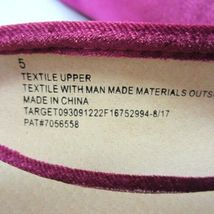 5
TEXTILE UPPER
TEXTILE WITH MAN MADE MATERIALS OUTS
MADE IN CHINA
TARGET093091222F16752994-8/17
PAT#7056558